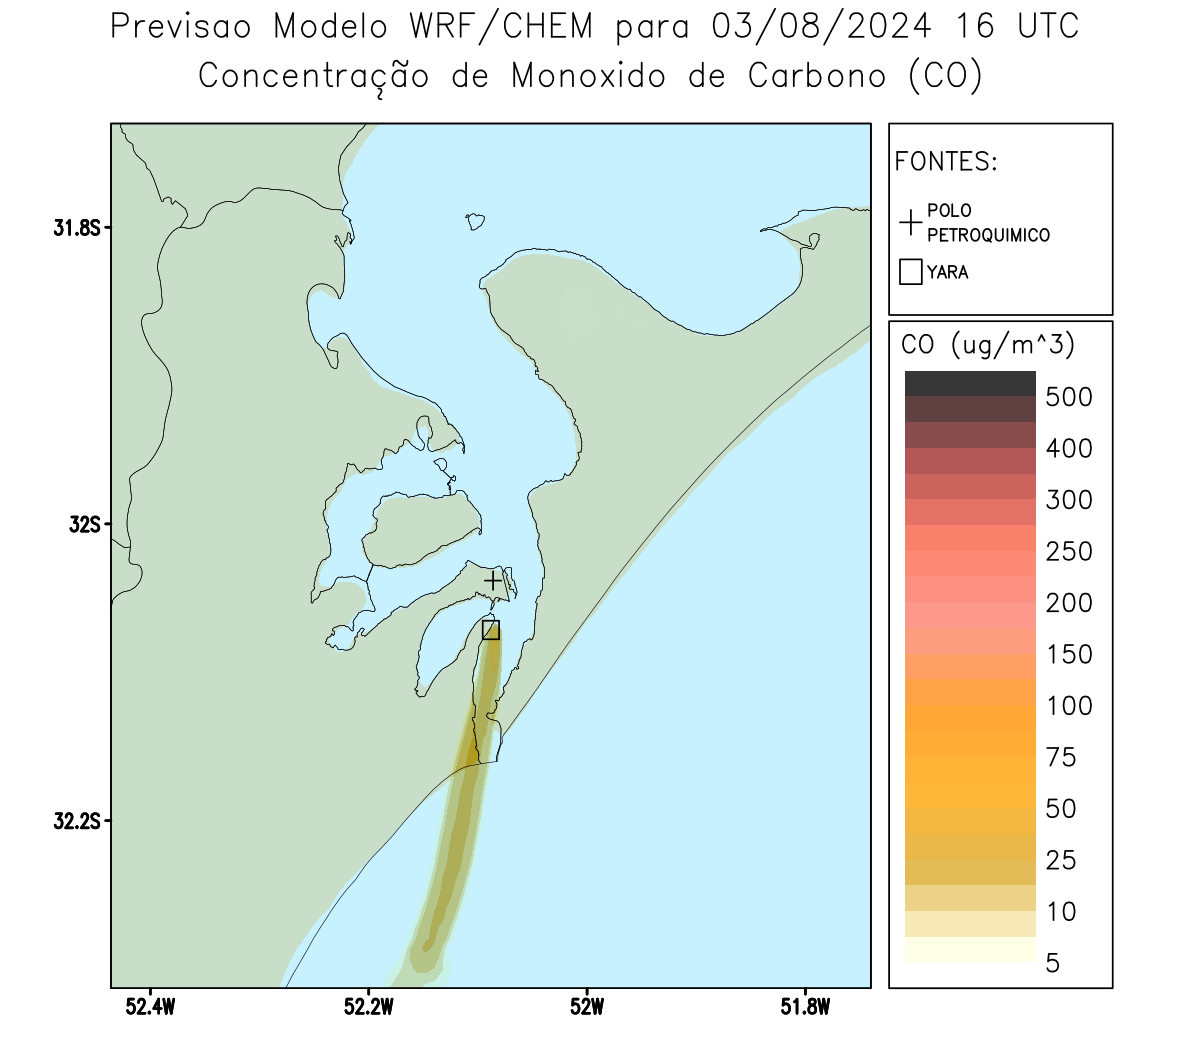 Previsao Modelo WRF/CHEM para 03/08/2024 16 UTC
Concentração de Monoxido de Carbono (CO)
FONTES:
POLO
PETROQUIMICO
YARA
CO (ug/m^3)
500
400
300
250
200
150
100
75
50
25
10
5
31.8S
32S
32.2S
52.4W
52.2W
52W
51.8W